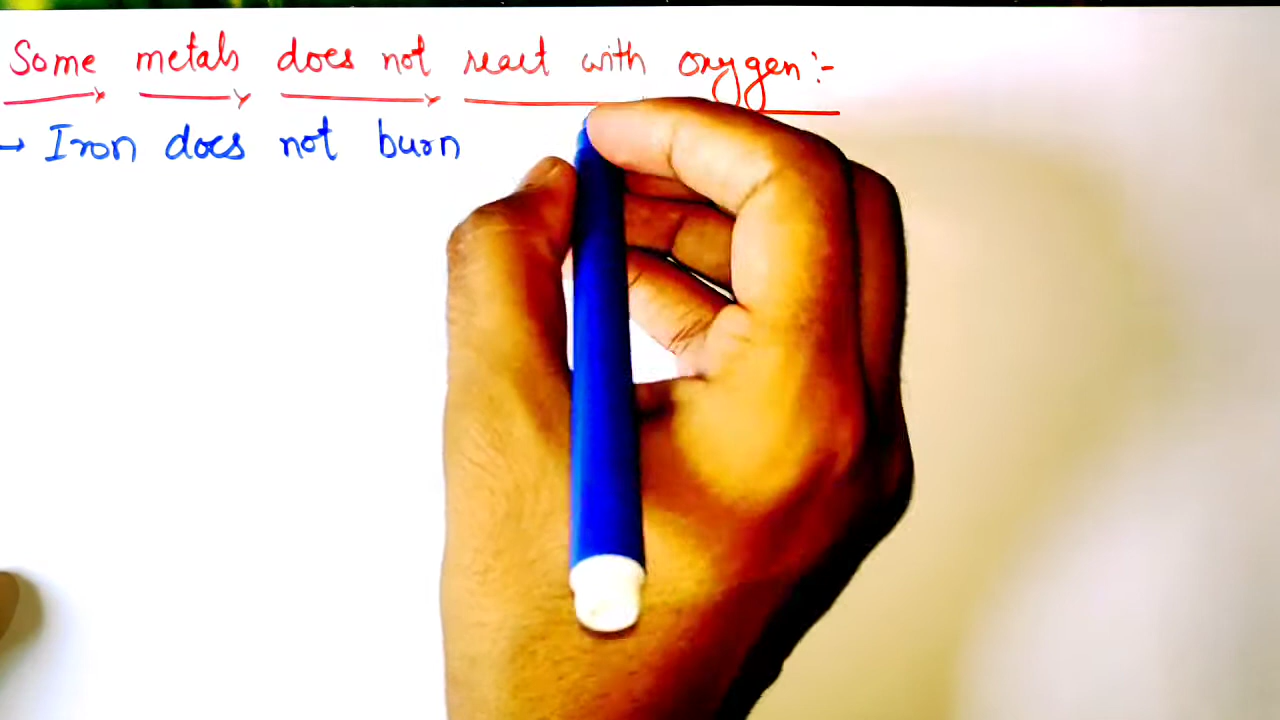 Some metals does not react with oxygen:-
→ Iron does not burn